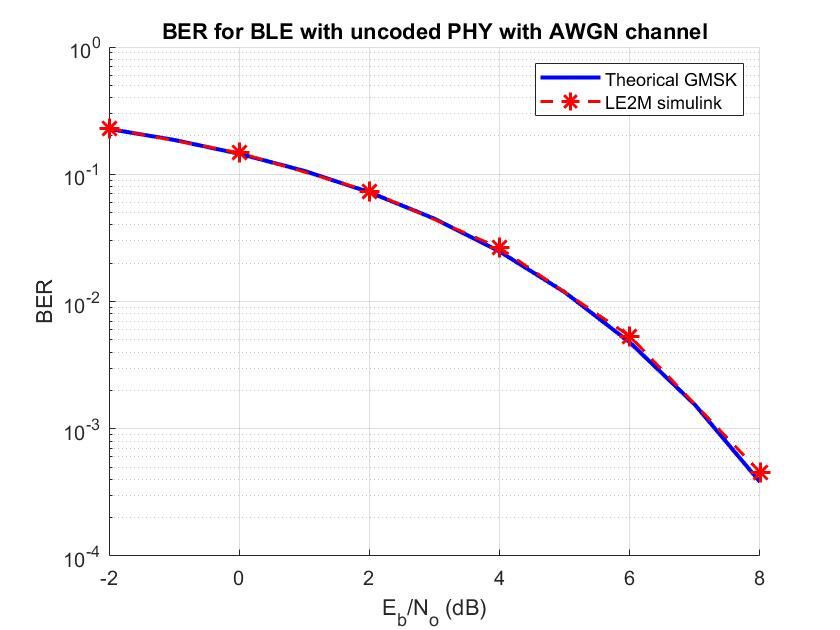 BER for BLE with uncoded PHY with AWGN channel
Theorical GMSK
LE2M simulink
10^0
10^-1
10^-2
10^-3
10^-4
BER
-2 0 2 4 6 8
E_b/N_o (dB)